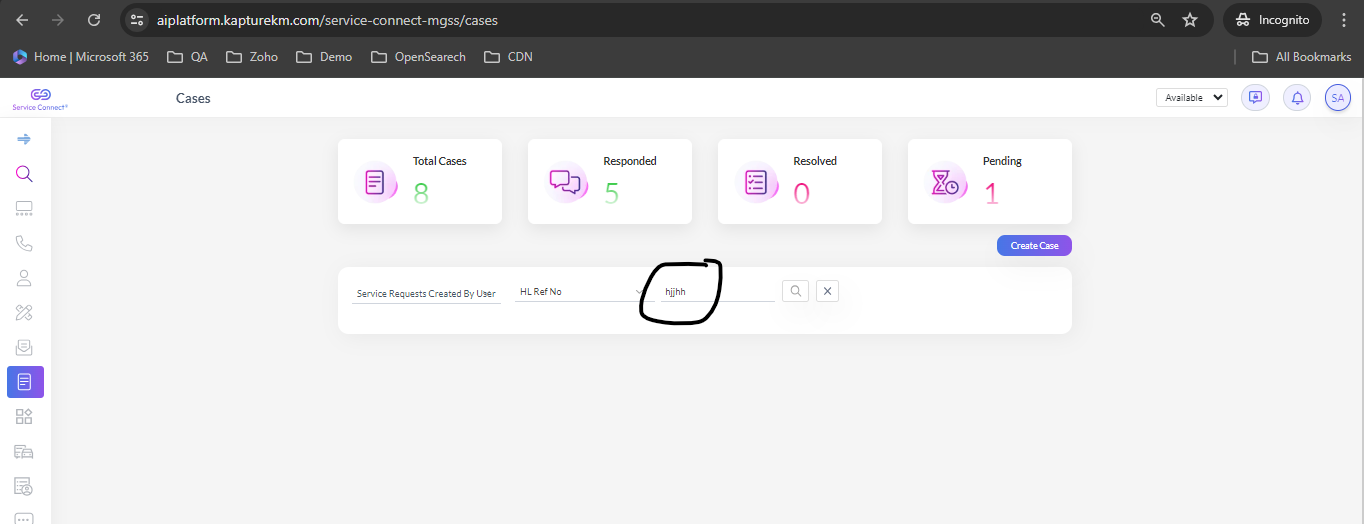 aiplatform.kapturekm.com/service-connect-mgss/cases
Incognito
Home | Microsoft 365
QA
Zoho
Demo
OpenSearech
CDN
All Bookmarks
Service Connect®
Cases
Available
SA
Total Cases
8
Responded
5
Resolved
0
Pending
1
Create Case
Service Requests Created By User
HL Ref No
hjjhh